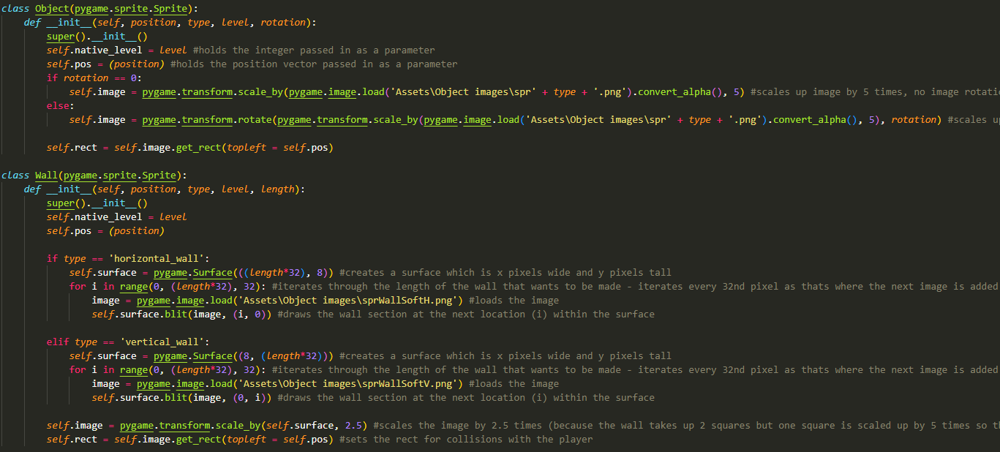 class Object(pygame.sprite.Sprite):
def __init__(self, position, type, level, rotation):
super().__init__()
self.native_level = level #holds the integer passed in as a parameter
self.pos = (position) #holds the position vector passed in as a parameter
if rotation == 0:
self.image = pygame.transform.scale_by(pygame.image.load('Assets\Object images\spr' + type + '.png').convert_alpha(), 5) #scales up image by 5 times, no image rotati
else:
self.image = pygame.transform.rotate(pygame.transform.scale_by(pygame.image.load('Assets\Object images\spr' + type + '.png').convert_alpha(), 5), rotation) #scales up
self.rect = self.image.get_rect(topleft = self.pos)
class Wall(pygame.sprite.Sprite):
def __init__(self, position, type, level, length):
super().__init__()
self.native_level = level
self.pos = (position)
if type == 'horizontal_wall':
self.surface = pygame.Surface(((length*32), 8)) #creates a surface which is x pixels wide and y pixels tall
for i in range(0, (length*32), 32): #iterates through the length of the wall that wants to be made - iterates every 32nd pixel as thats where the next image is added
image = pygame.image.load('Assets\Object images\sprWallSoftH.png') #loads the image
self.surface.blit(image, (i, 0)) #draws the wall section at the next location (i) within the surface
elif type == 'vertical_wall':
self.surface = pygame.Surface((8, (length*32))) #creates a surface which is x pixels wide and y pixels tall
for i in range(0, (length*32), 32): #iterates through the length of the wall that wants to be made - iterates every 32nd pixel as thats where the next image is added
image = pygame.image.load('Assets\Object images\sprWallSoftV.png') #loads the image
self.surface.blit(image, (0, i)) #draws the wall section at the next location (i) within the surface
self.image = pygame.transform.scale_by(self.surface, 2.5) #scales the image by 2.5 times (because the wall takes up 2 squares but one square is scaled up by 5 times so th
self.rect = self.image.get_rect(topleft = self.pos) #sets the rect for collisions with the player